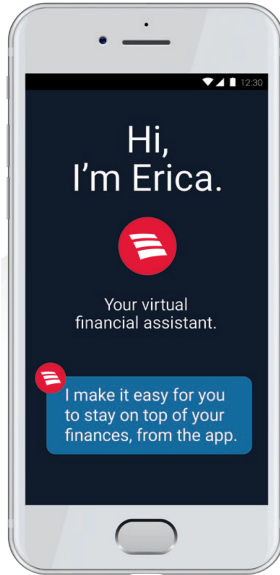 12:30
Hi,
I'm Erica.
Your virtual
financial assistant.
I make it easy for you
to stay on top of your
finances, from the app.